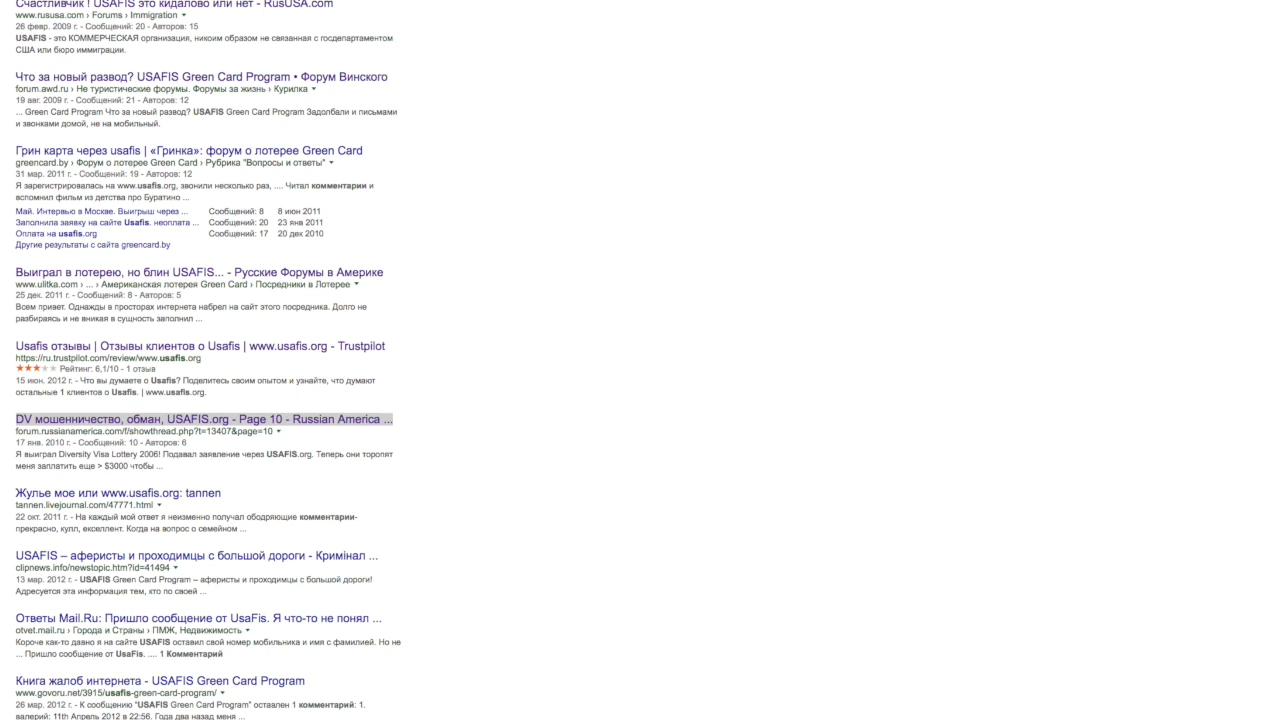 Счастливчик ! USAFIS это кидалово или нет - RusUSA.com
www.rususa.com › Forums › Immigration
26 февр. 2009 г. - Сообщений: 20 - Авторов: 15
USAFIS - это КОММЕРЧЕСКАЯ организация, никоим образом не связанная с госдепартаментом
США или бюро иммиграции.
Что за новый развод? USAFIS Green Card Program • Форум Винского
forum.awd.ru › Не туристические форумы. Форумы за жизнь › Курилка
19 авг. 2009 г. - Сообщений: 21 - Авторов: 12
... Green Card Program Что за новый развод? USAFIS Green Card Program Задолбали и письмами
и звонками домой, не на мобильный.
Грин карта через usafis | «Гринка»: форум о лотерее Green Card
greencard.by › Форум о лотерее Green Card › Рубрика "Вопросы и ответы"
31 мар. 2011 г. - Сообщений: 19 - Авторов: 12
Я зарегистрировалась на www.usafis.org, звонили несколько раз, .... Читал комментарии и
вспомнил фильм из детства про Буратино ...
Май. Интервью в Москве. Выигрыш через ... Сообщений: 8 8 июн 2011
Заполнила заявку на сайте Usafis. неоплата ... Сообщений: 20 23 янв 2011
Оплата на usafis.org Сообщений: 17 20 дек 2010
Другие результаты с сайта greencard.by
Выиграл в лотерею, но блин USAFIS... - Русские Форумы в Америке
www.ulitka.com › ... › Американская лотерея Green Card › Посредники в Лотерее
25 дек. 2011 г. - Сообщений: 8 - Авторов: 5
Всем привет. Однажды в просторах интернета набрел на сайт этого посредника. Долго не
разбираясь и не вникая в сущность заполнил ...
Usafis отзывы | Отзывы клиентов о Usafis | www.usafis.org - Trustpilot
https://ru.trustpilot.com/review/www.usafis.org
Рейтинг: 6,1/10 - 1 отзыв
15 июн. 2012 г. - Что вы думаете о Usafis? Поделитесь своим опытом и узнайте, что думают
остальные 1 клиентов о Usafis. | www.usafis.org.
DV мошенничество, обман, USAFIS.org - Page 10 - Russian America ...
forum.russianamerica.com/f/showthread.php?t=13407&page=10
17 янв. 2010 г. - Сообщений: 10 - Авторов: 6
Я выиграл Diversity Visa Lottery 2006! Подавал заявление через USAFIS.org. Теперь они торопят
меня заплатить еще > $3000 чтобы ...
Жулье мое или www.usafis.org: tannen
tannen.livejournal.com/47771.html
22 окт. 2011 г. - На каждый мой ответ я неизменно получал ободряющие комментарии-
прекрасно, кулл, екселлент. Когда на вопрос о семейном ...
USAFIS – аферисты и проходимцы с большой дороги - Кримінал ...
clipnews.info/newstopic.htm?id=41494
13 мар. 2012 г. - USAFIS Green Card Program – аферисты и проходимцы с большой дороги!
Адресуется эта информация тем, кто по своей ...
Ответы Mail.Ru: Пришло сообщение от UsaFis. Я что-то не понял ...
otvet.mail.ru › Города и Страны › ПМЖ, Недвижимость
Короче как-то давно я на сайте USAFIS оставил свой номер мобильника и имя с фамилией. Но не
... Пришло сообщение от UsaFis. .... 1 Комментарий
Книга жалоб интернета - USAFIS Green Card Program
www.govoru.net/3915/usafis-green-card-program/
26 мар. 2012 г. - К сообщению "USAFIS Green Card Program" оставлен 1 комментарий: 1.
валерий: 11th Апрель 2012 в 22:56. Года два назад меня ...